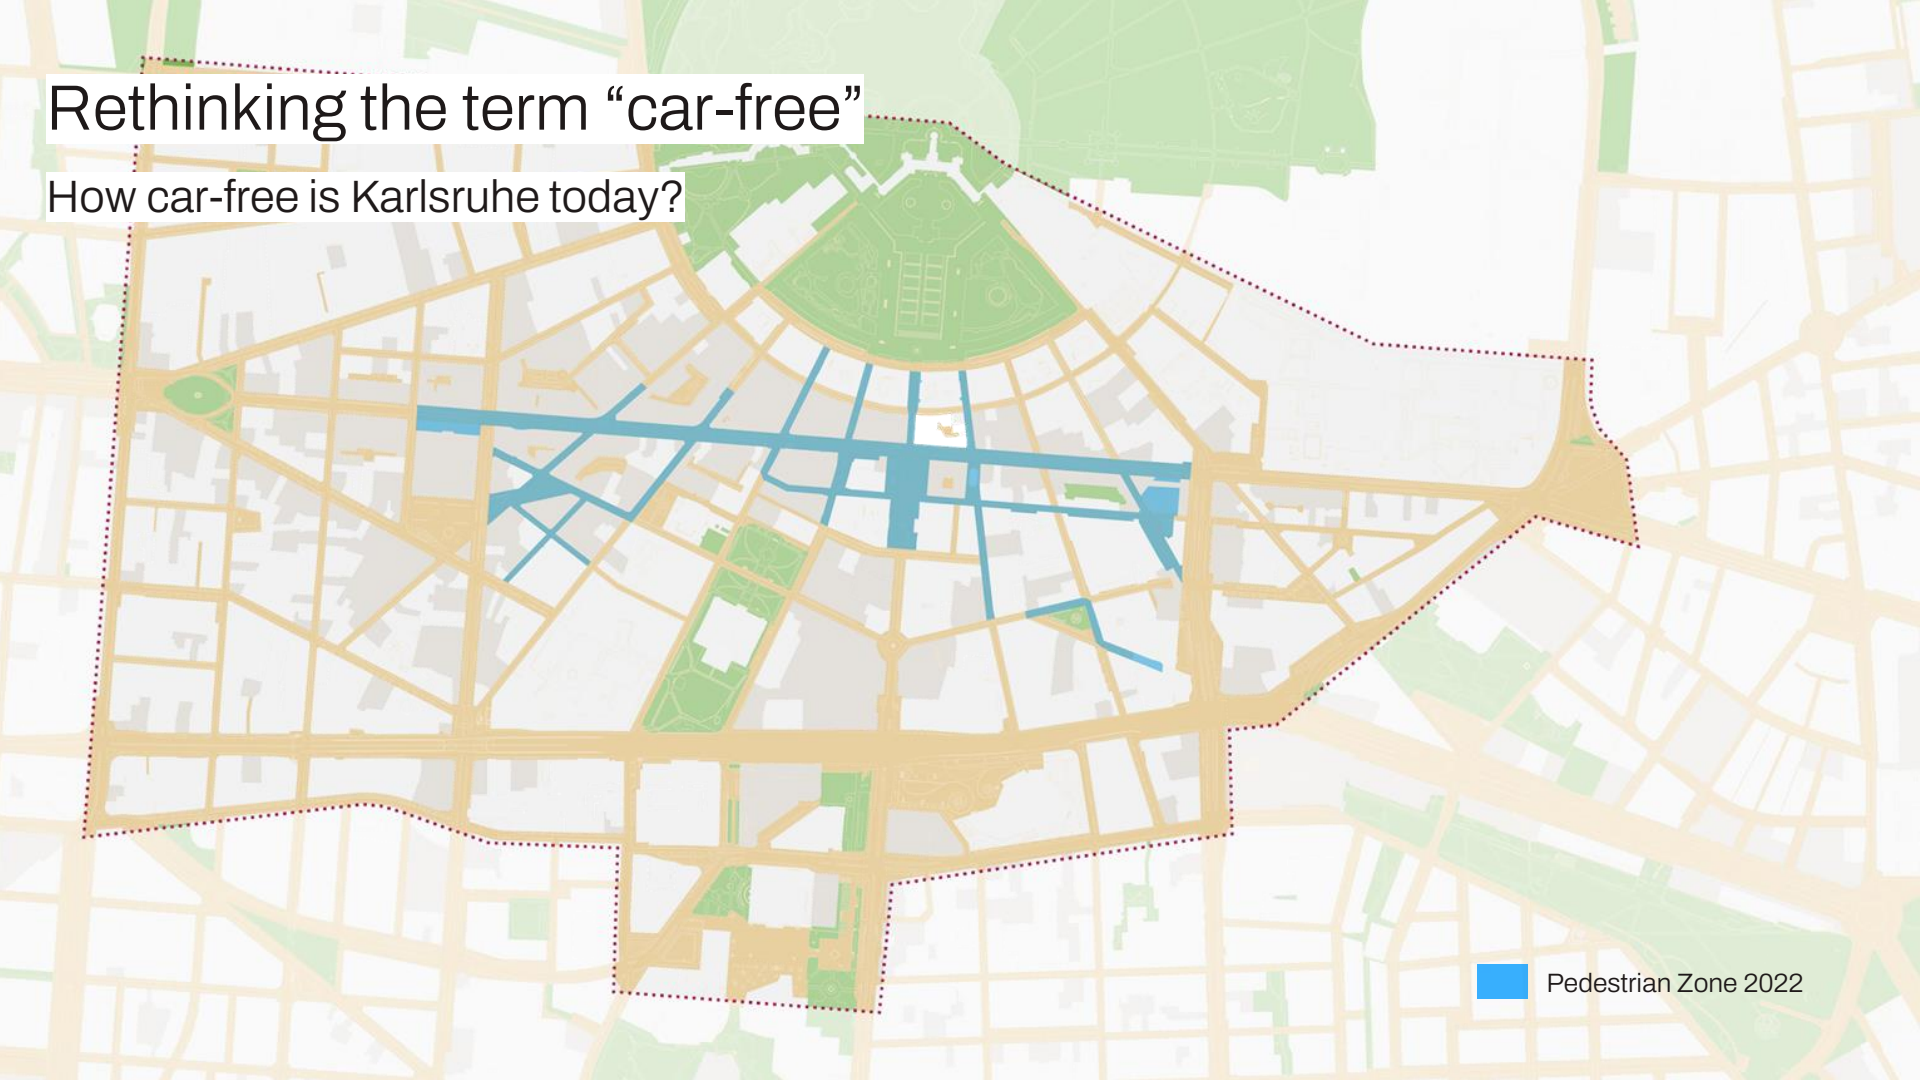 Rethinking the term “car-free”
How car-free is Karlsruhe today?
Pedestrian Zone 2022